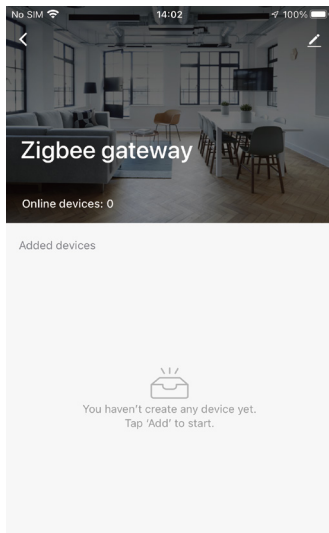 No SIM 14:02 100%
Zigbee gateway
Online devices: 0
Added devices
You haven't create any device yet.
Tap 'Add' to start.